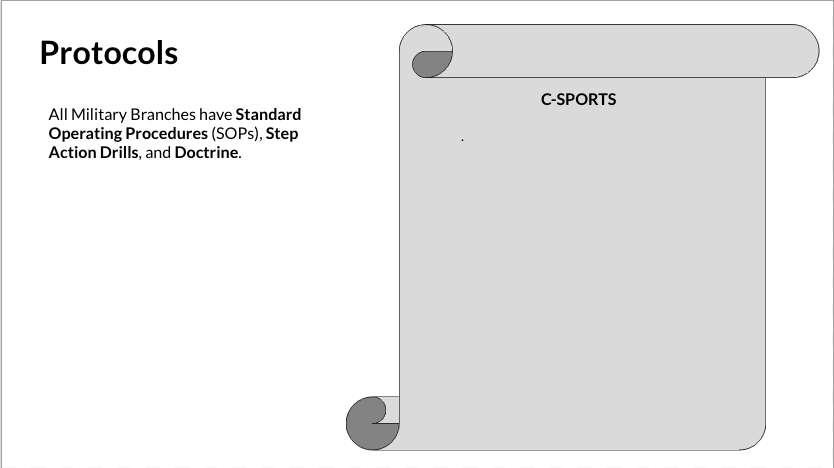 Protocols
All Military Branches have Standard
Operating Procedures (SOPs), Step
Action Drills, and Doctrine.
C-SPORTS
.